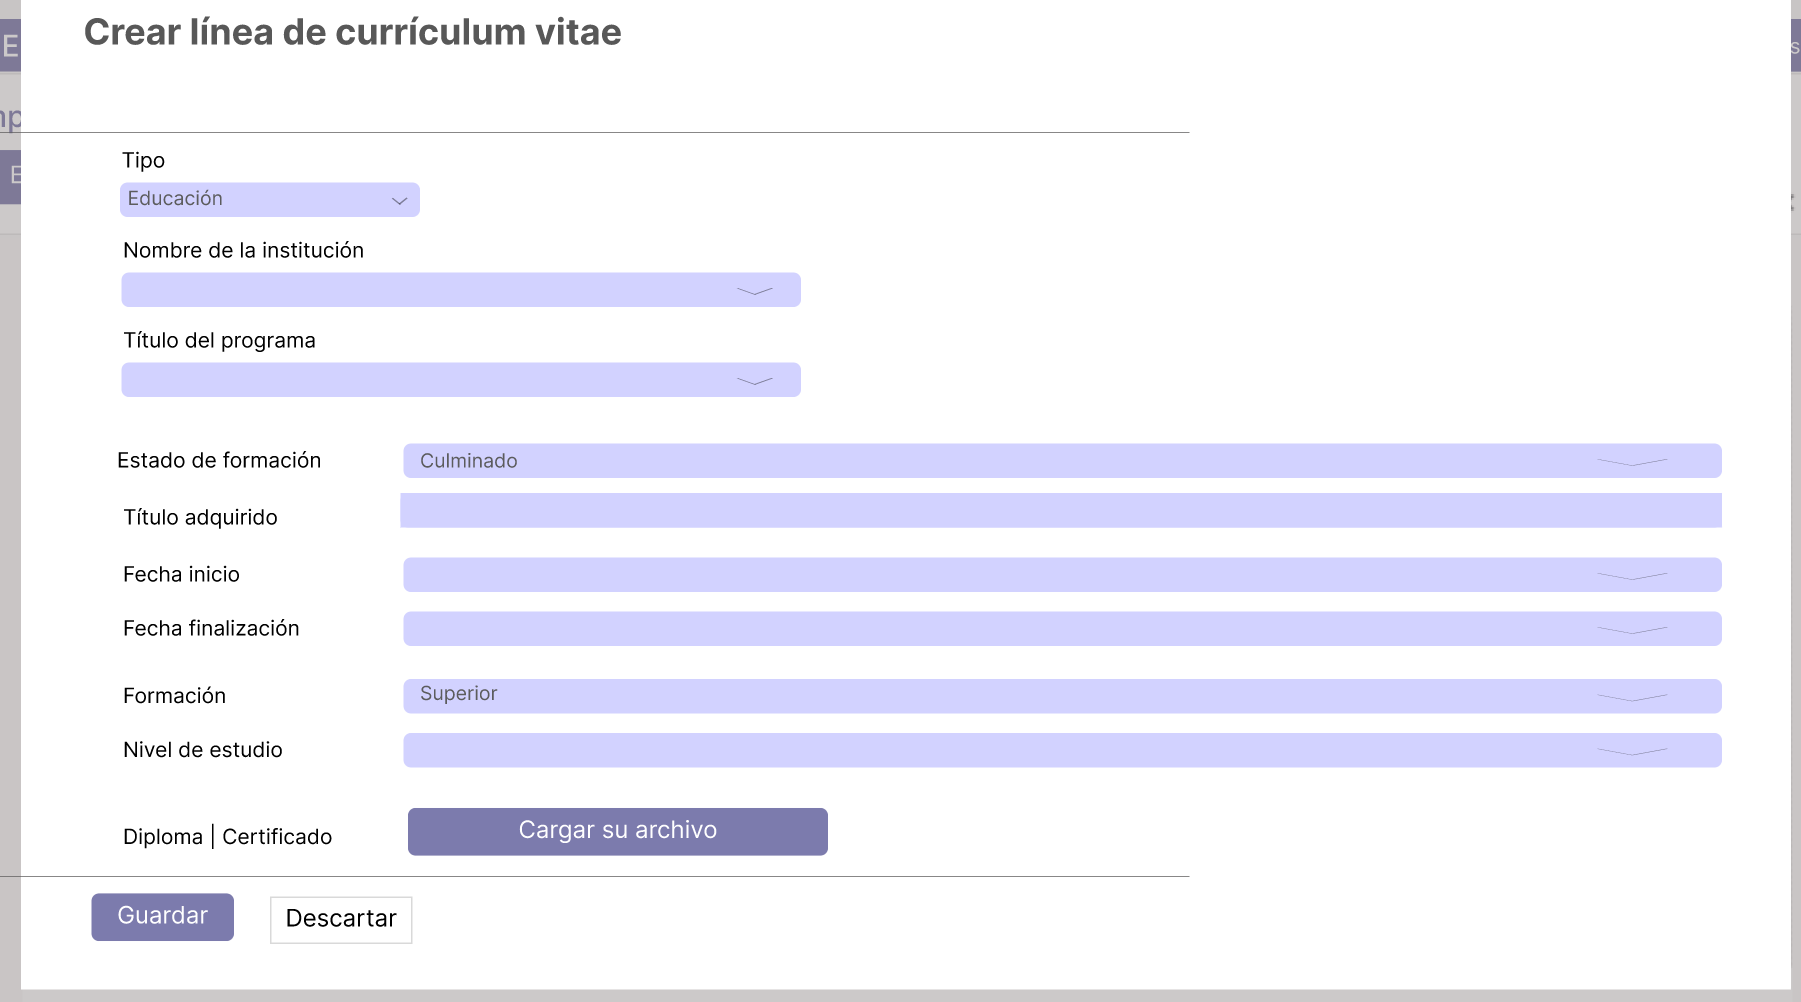 Crear línea de currículum vitae
Tipo
Educación
Nombre de la institución
Título del programa
Estado de formación
Culminado
Título adquirido
Fecha inicio
Fecha finalización
Formación
Superior
Nivel de estudio
Diploma | Certificado
Cargar su archivo
Guardar
Descartar